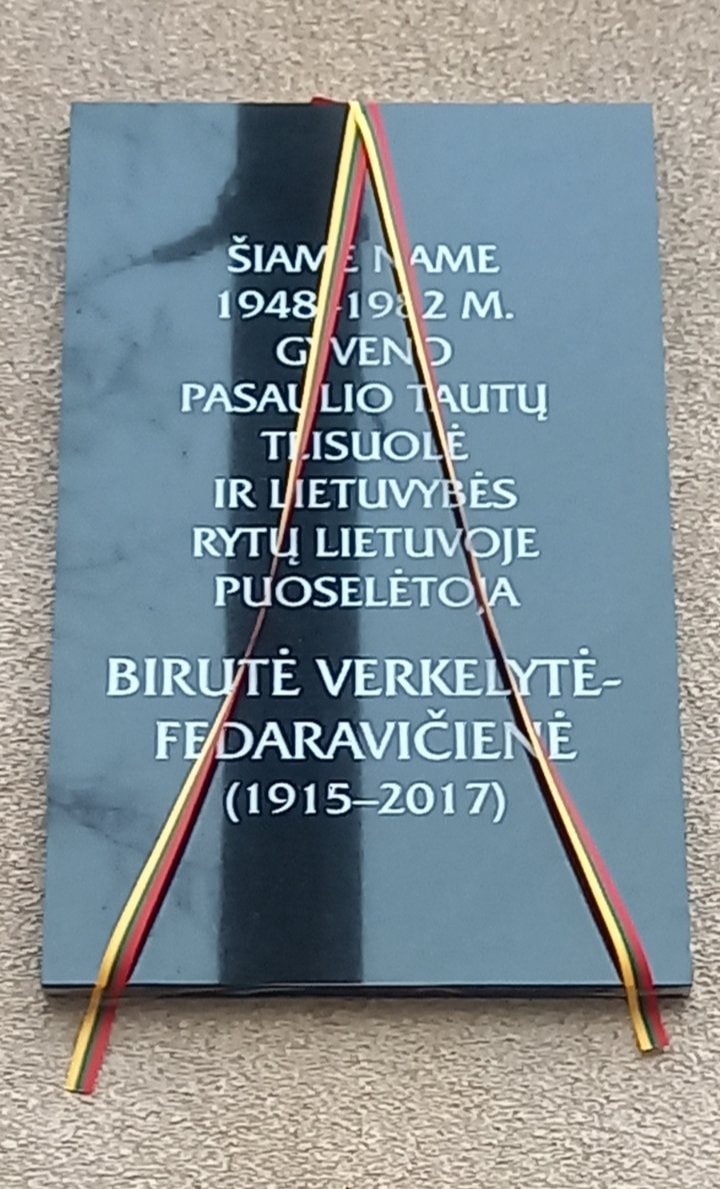 ŠIAME NAME
1948–1982 M.
GYVENO
PASAULIO TAUTŲ
TEISUOLĖ
IR LIETUVYBĖS
RYTŲ LIETUVOJE
PUOSELĖTOJA
BIRUTĖ VERKELYTĖ-
FEDARAVIČIENĖ
(1915–2017)